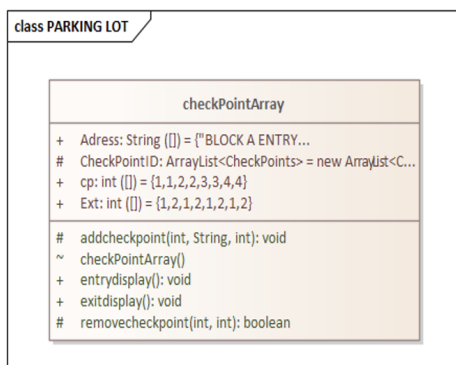 class PARKING LOT
checkPointArray
+ Adress: String ([]) = {"BLOCK A ENTRY...
# CheckPointID: ArrayList<CheckPoints> = new ArrayList<C...
+ cp: int ([]) = {1,1,2,2,3,3,4,4}
+ Ext: int ([]) = {1,2,1,2,1,2,1,2}
# addcheckpoint(int, String, int): void
~ checkPointArray()
+ entrydisplay(): void
+ exitdisplay(): void
# removecheckpoint(int, int): boolean